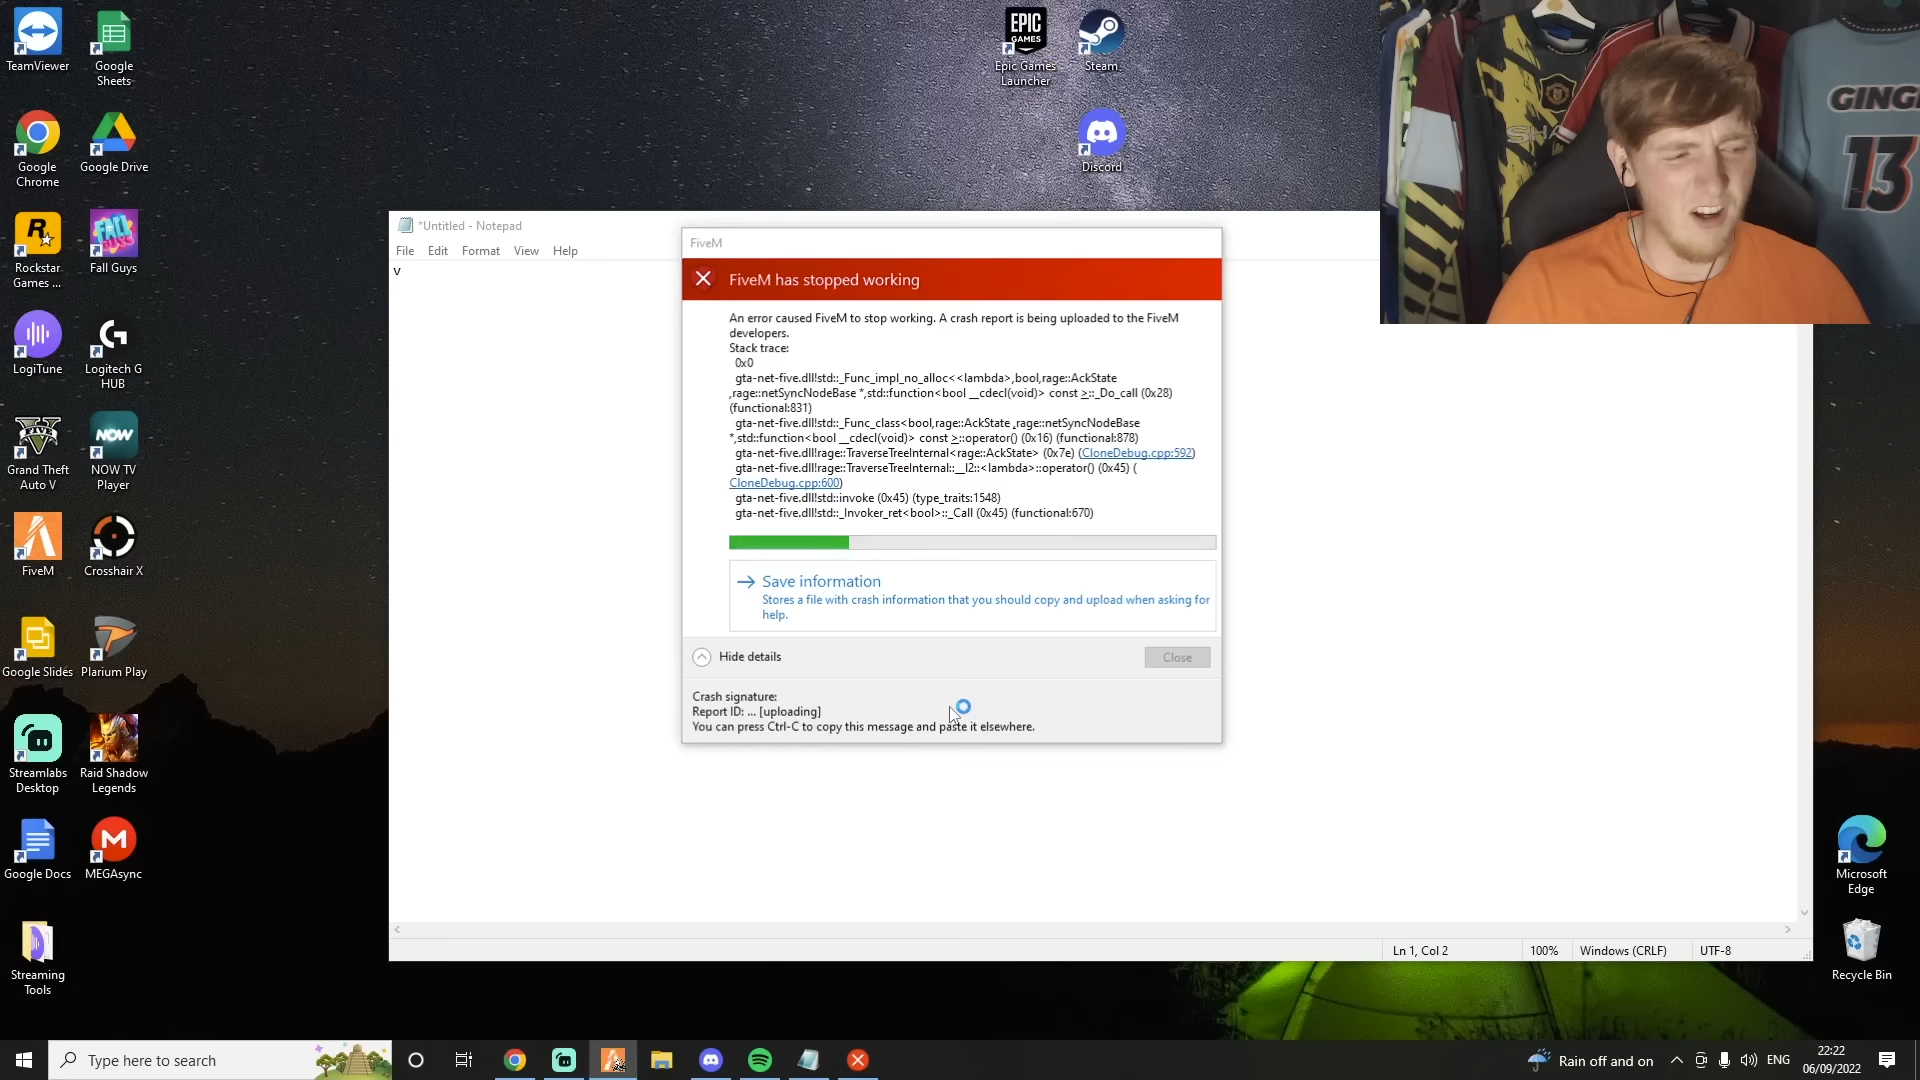 TeamViewer
Google
Sheets
Google
Chrome
Google Drive
Rockstar
Games ...
Fall Guys
LogiTune
Logitech G
HUB
Grand Theft
Auto V
NOW TV
Player
FiveM
Crosshair X
Google Slides
Plarium Play
Streamlabs
Desktop
Raid Shadow
Legends
Google Docs
MEGAsync
Streaming
Tools
EPIC
GAMES
Epic Games
Launcher
Steam
Discord
FALL
GUYS
NOW
FIVE
*Untitled - Notepad
File Edit Format View Help
v
FiveM
FiveM has stopped working
An error caused FiveM to stop working. A crash report is being uploaded to the FiveM
developers.
Stack trace:
0x0
gta-net-five.dll!std::_Func_impl_no_alloc<<lambda>,bool,rage::AckState
,rage::netSyncNodeBase *,std::function<bool __cdecl(void)> const >::_Do_call (0x28)
(functional:831)
gta-net-five.dll!std::_Func_class<bool,rage::AckState ,rage::netSyncNodeBase
*,std::function<bool __cdecl(void)> const >::operator() (0x16) (functional:878)
gta-net-five.dll!rage::TraverseTreeInternal<rage::AckState> (0x7e) (CloneDebug.cpp:592)
gta-net-five.dll!rage::TraverseTreeInternal::__l2::<lambda>::operator() (0x45) (
CloneDebug.cpp:600)
gta-net-five.dll!std::invoke (0x45) (type_traits:1548)
gta-net-five.dll!std::_Invoker_ret<bool>::_Call (0x45) (functional:670)
Save information
Stores a file with crash information that you should copy and upload when asking for
help.
Hide details
Close
Crash signature:
Report ID: ... [uploading]
You can press Ctrl-C to copy this message and paste it elsewhere.
Ln 1, Col 2 100% Windows (CRLF) UTF-8
GING
13
Microsoft
Edge
Recycle Bin
Type here to search
Rain off and on
ENG
22:22
06/09/2022